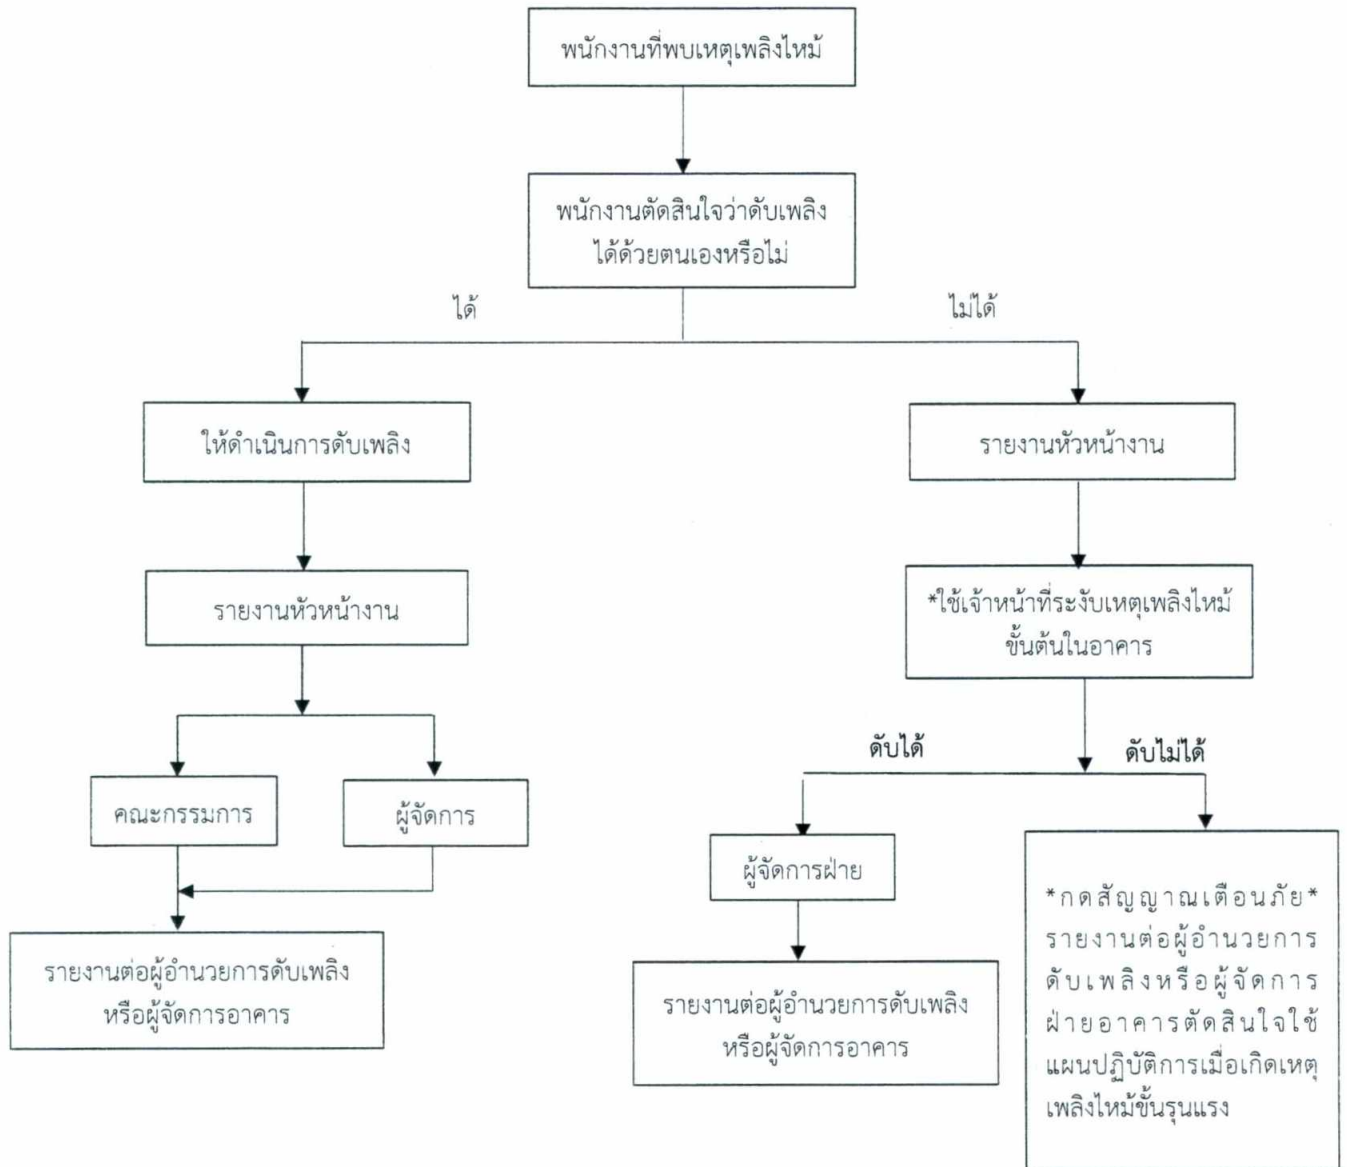 พนักงานที่พบเหตุเพลิงไหม้
พนักงานตัดสินใจว่าดับเพลิง
ได้ด้วยตนเองหรือไม่
ได้
ไม่ได้
ให้ดำเนินการดับเพลิง
รายงานหัวหน้างาน
รายงานหัวหน้างาน
*ใช้เจ้าหน้าที่ระงับเหตุเพลิงไหม้
ขั้นต้นในอาคาร
ดับได้
ดับไม่ได้
คณะกรรมการ
ผู้จัดการ
ผู้จัดการฝ่าย
รายงานต่อผู้อำนวยการดับเพลิง
หรือผู้จัดการอาคาร
รายงานต่อผู้อำนวยการดับเพลิง
หรือผู้จัดการอาคาร
*กดสัญญาณเตือนภัย*
รายงานต่อผู้อำนวยการ
ดับเพลิงหรือผู้จัดการ
ฝ่ายอาคารตัดสินใจใช้
แผนปฏิบัติการเมื่อเกิดเหตุ
เพลิงไหม้ขั้นรุนแรง